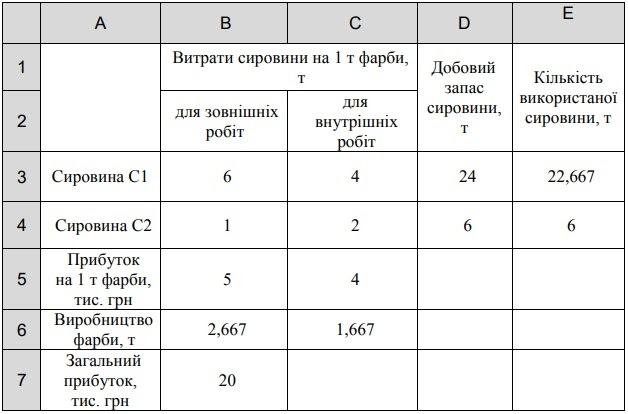 A B C D E
1 Витрати сировини на 1 т фарби,
т
Добовий
запас
сировини,
т
Кількість
використаної
сировини, т
2 для зовнішніх
робіт
для
внутрішніх
робіт
3 Сировина С1 6 4 24 22,667
4 Сировина С2 1 2 6 6
5 Прибуток
на 1 т фарби,
тис. грн
5 4
6 Виробництво
фарби, т
2,667 1,667
7 Загальний
прибуток,
тис. грн
20